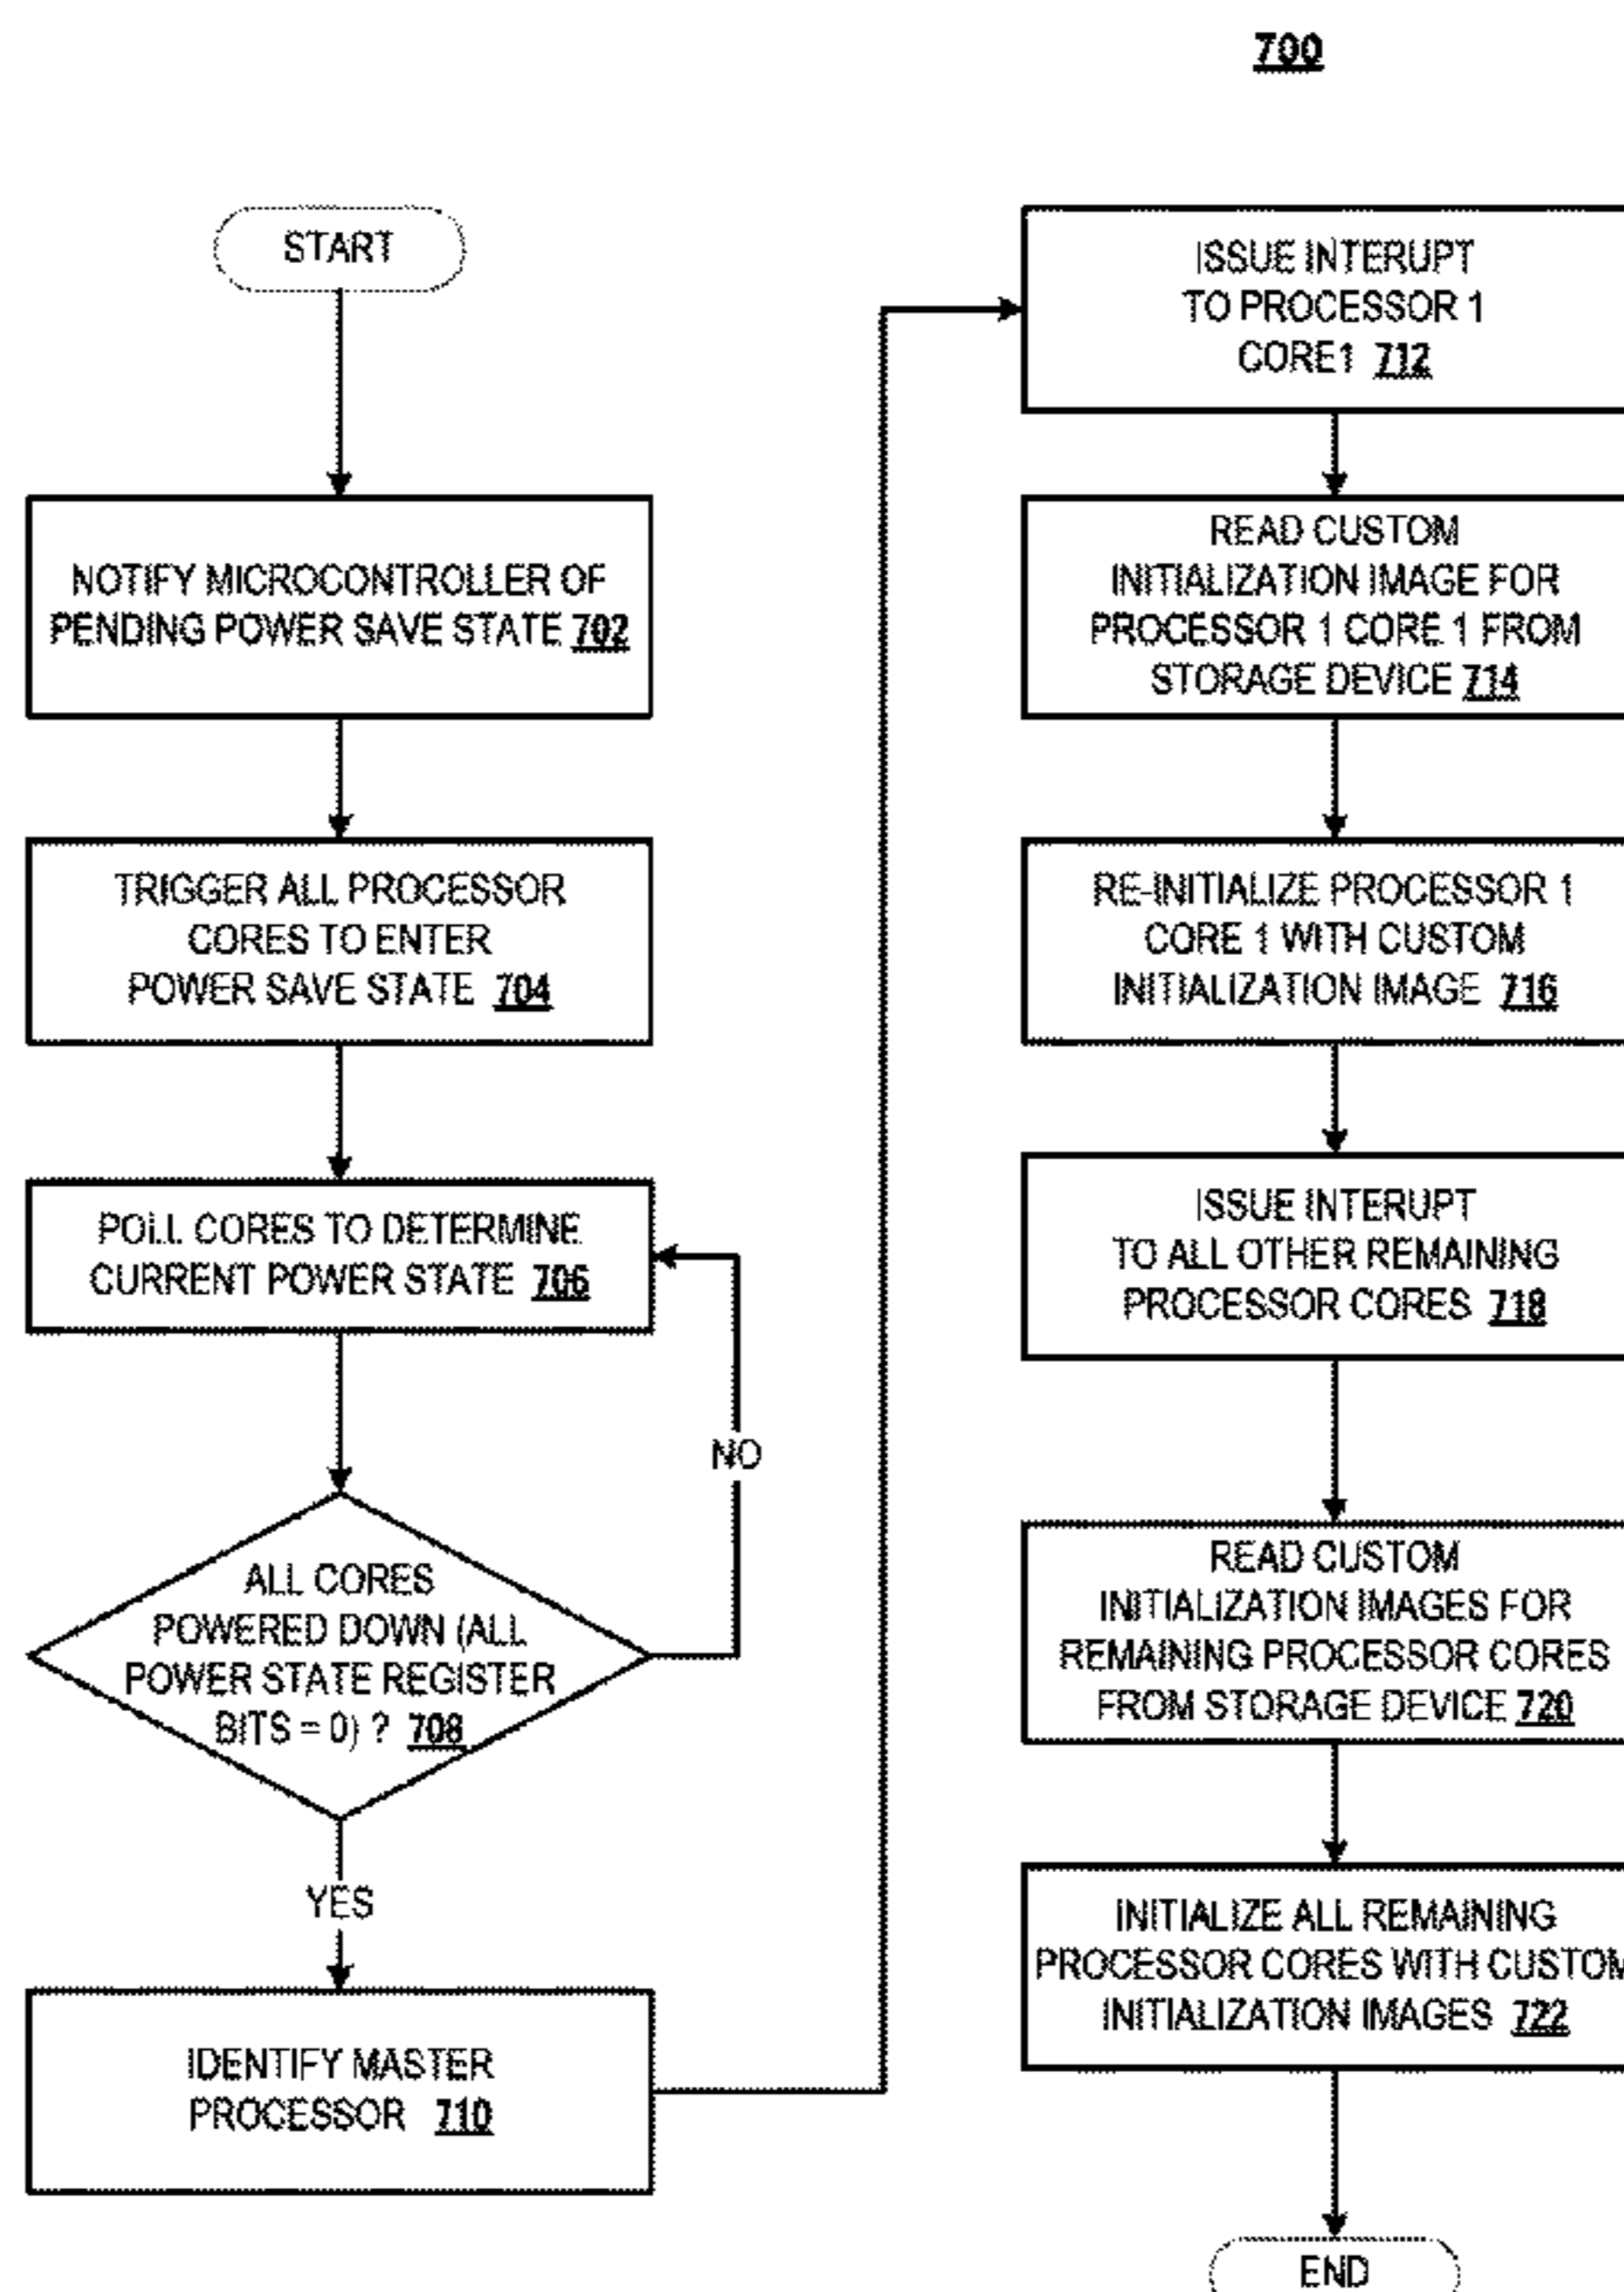 700
START
NOTIFY MICROCONTROLLER OF
PENDING POWER SAVE STATE 702
TRIGGER ALL PROCESSOR
CORES TO ENTER
POWER SAVE STATE 704
POLL CORES TO DETERMINE
CURRENT POWER STATE 706
NO
ALL CORES
POWERED DOWN (ALL
POWER STATE REGISTER
BITS = 0) ? 708
YES
IDENTIFY MASTER
PROCESSOR 710
ISSUE INTERUPT
TO PROCESSOR 1
CORE1 712
READ CUSTOM
INITIALIZATION IMAGE FOR
PROCESSOR 1 CORE 1 FROM
STORAGE DEVICE 714
RE-INITIALIZE PROCESSOR 1
CORE 1 WITH CUSTOM
INITIALIZATION IMAGE 716
ISSUE INTERUPT
TO ALL OTHER REMAINING
PROCESSOR CORES 718
READ CUSTOM
INITIALIZATION IMAGES FOR
REMAINING PROCESSOR CORES
FROM STORAGE DEVICE 720
INITIALIZE ALL REMAINING
PROCESSOR CORES WITH CUSTOM
INITIALIZATION IMAGES 722
END